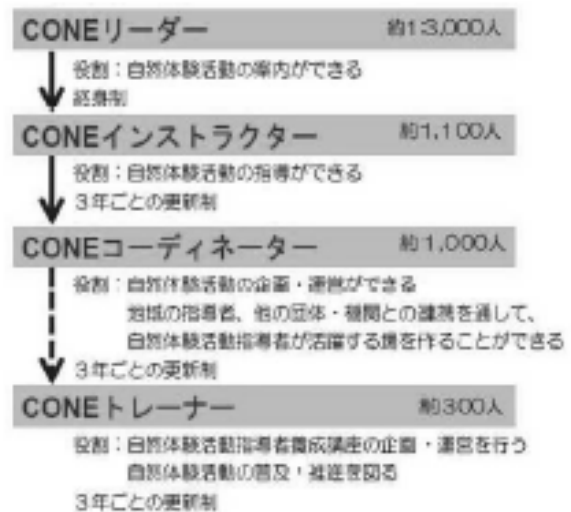 CONEリーダー 約13,000人
役割：自然体験活動の案内ができる
終身制
CONEインストラクター 約1,100人
役割：自然体験活動の指導ができる
3年ごとの更新制
CONEコーディネーター 約1,000人
役割：自然体験活動の企画・運営ができる
地域の指導者、他の団体・機関との連携を通して、
自然体験活動指導者が活躍する場を作ることができる
3年ごとの更新制
CONEトレーナー 約300人
役割：自然体験活動指導者養成講座の企画・運営を行う
自然体験活動の普及・推進を図る
3年ごとの更新制